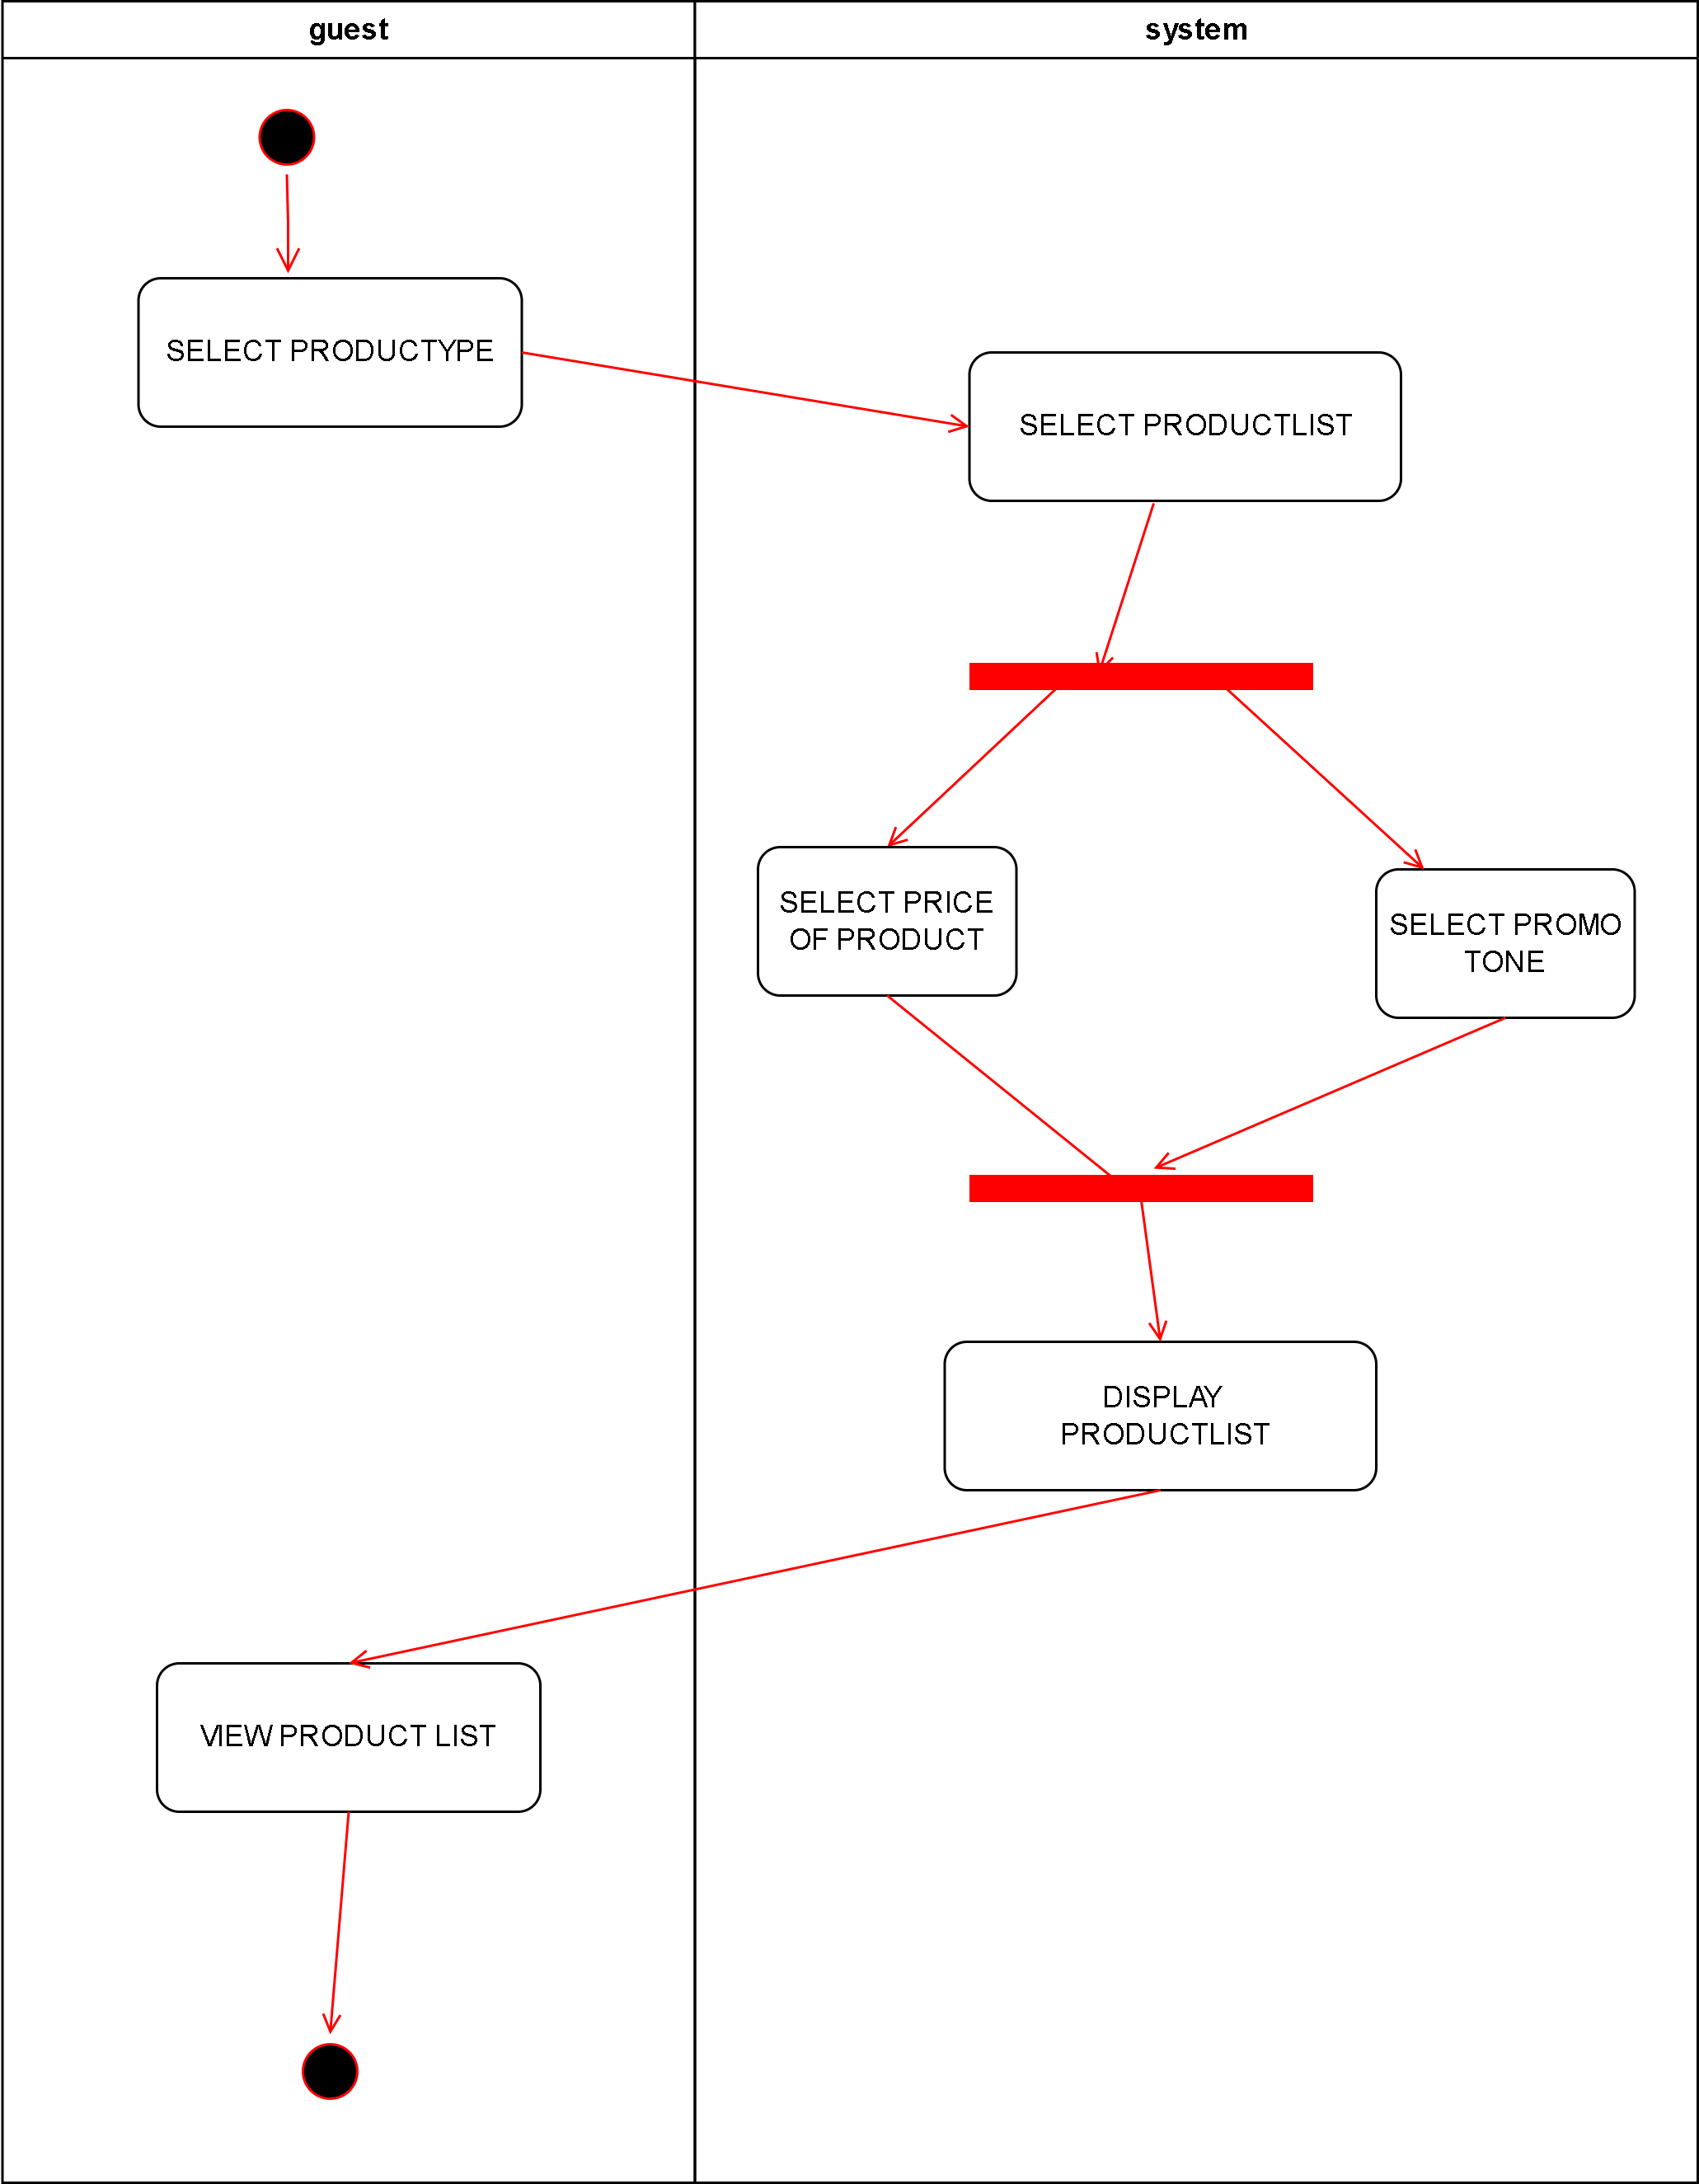 guest
system
SELECT PRODUCTYPE
SELECT PRODUCTLIST
SELECT PRICE
OF PRODUCT
SELECT PROMO
TONE
DISPLAY
PRODUCTLIST
VIEW PRODUCT LIST